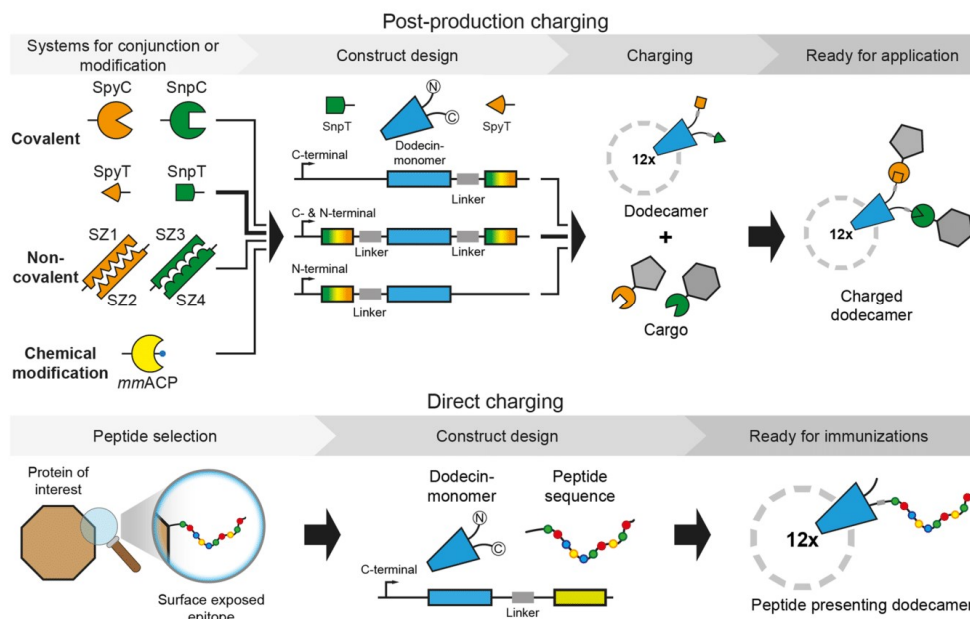 Post-production charging
Systems for conjunction or
modification
Construct design
Charging
Ready for application
SpyC
SnpC
Covalent
SpyT
SnpT
SZ1
SZ3
Non-
covalent
SZ2
SZ4
Chemical
modification
mmACP
N
C
SnpT
Dodecin-
monomer
SpyT
C-terminal
Linker
C- & N-terminal
Linker
Linker
N-terminal
Linker
12x
Dodecamer
+
Cargo
12x
Charged
dodecamer
Direct charging
Peptide selection
Construct design
Ready for immunizations
Protein of
interest
Surface exposed
epitope
Dodecin-
monomer
Peptide
sequence
N
C
C-terminal
Linker
12x
Peptide presenting dodecamer